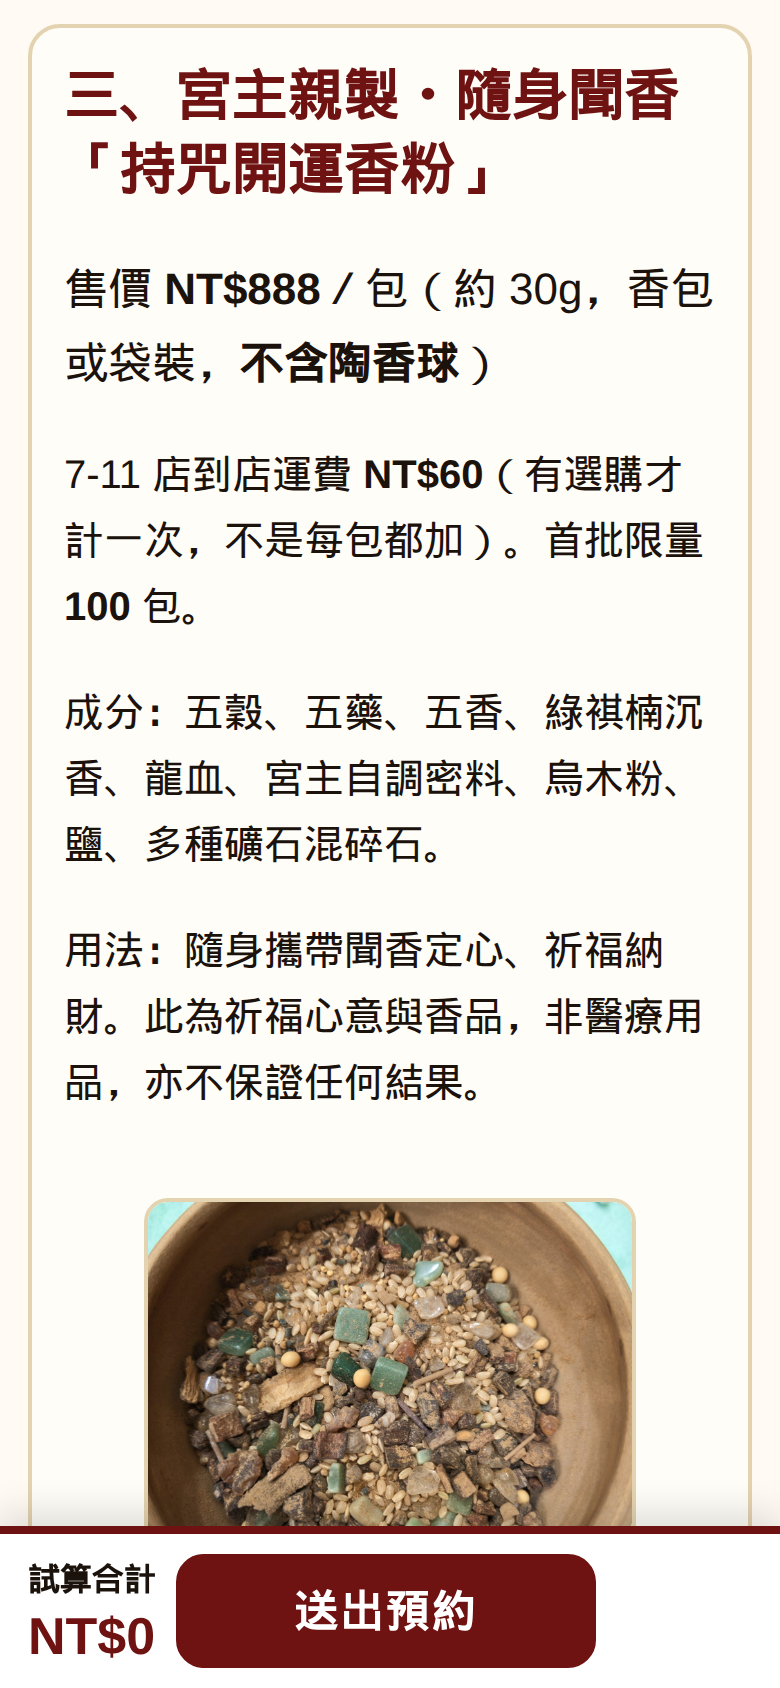 三、宮主親製・隨身聞香
「持咒開運香粉」
售價 NT$888 / 包（約 30g，香包
或袋裝，不含陶香球）
7-11 店到店運費 NT$60（有選購才
計一次，不是每包都加）。首批限量
100 包。
成分：五穀、五藥、五香、綠祺楠沉
香、龍血、宮主自調密料、烏木粉、
鹽、多種礦石混碎石。
用法：隨身攜帶聞香定心、祈福納
財。此為祈福心意與香品，非醫療用
品，亦不保證任何結果。
試算合計
NT$0
送出預約